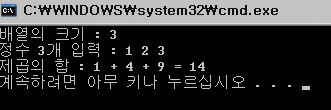 C:₩WINDOWS₩system32₩cmd.exe
배열의 크기 : 3
정수 3개 입력 : 1 2 3
제곱의 합 : 1 + 4 + 9 = 14
계속하려면 아무 키나 누르십시오 . . .